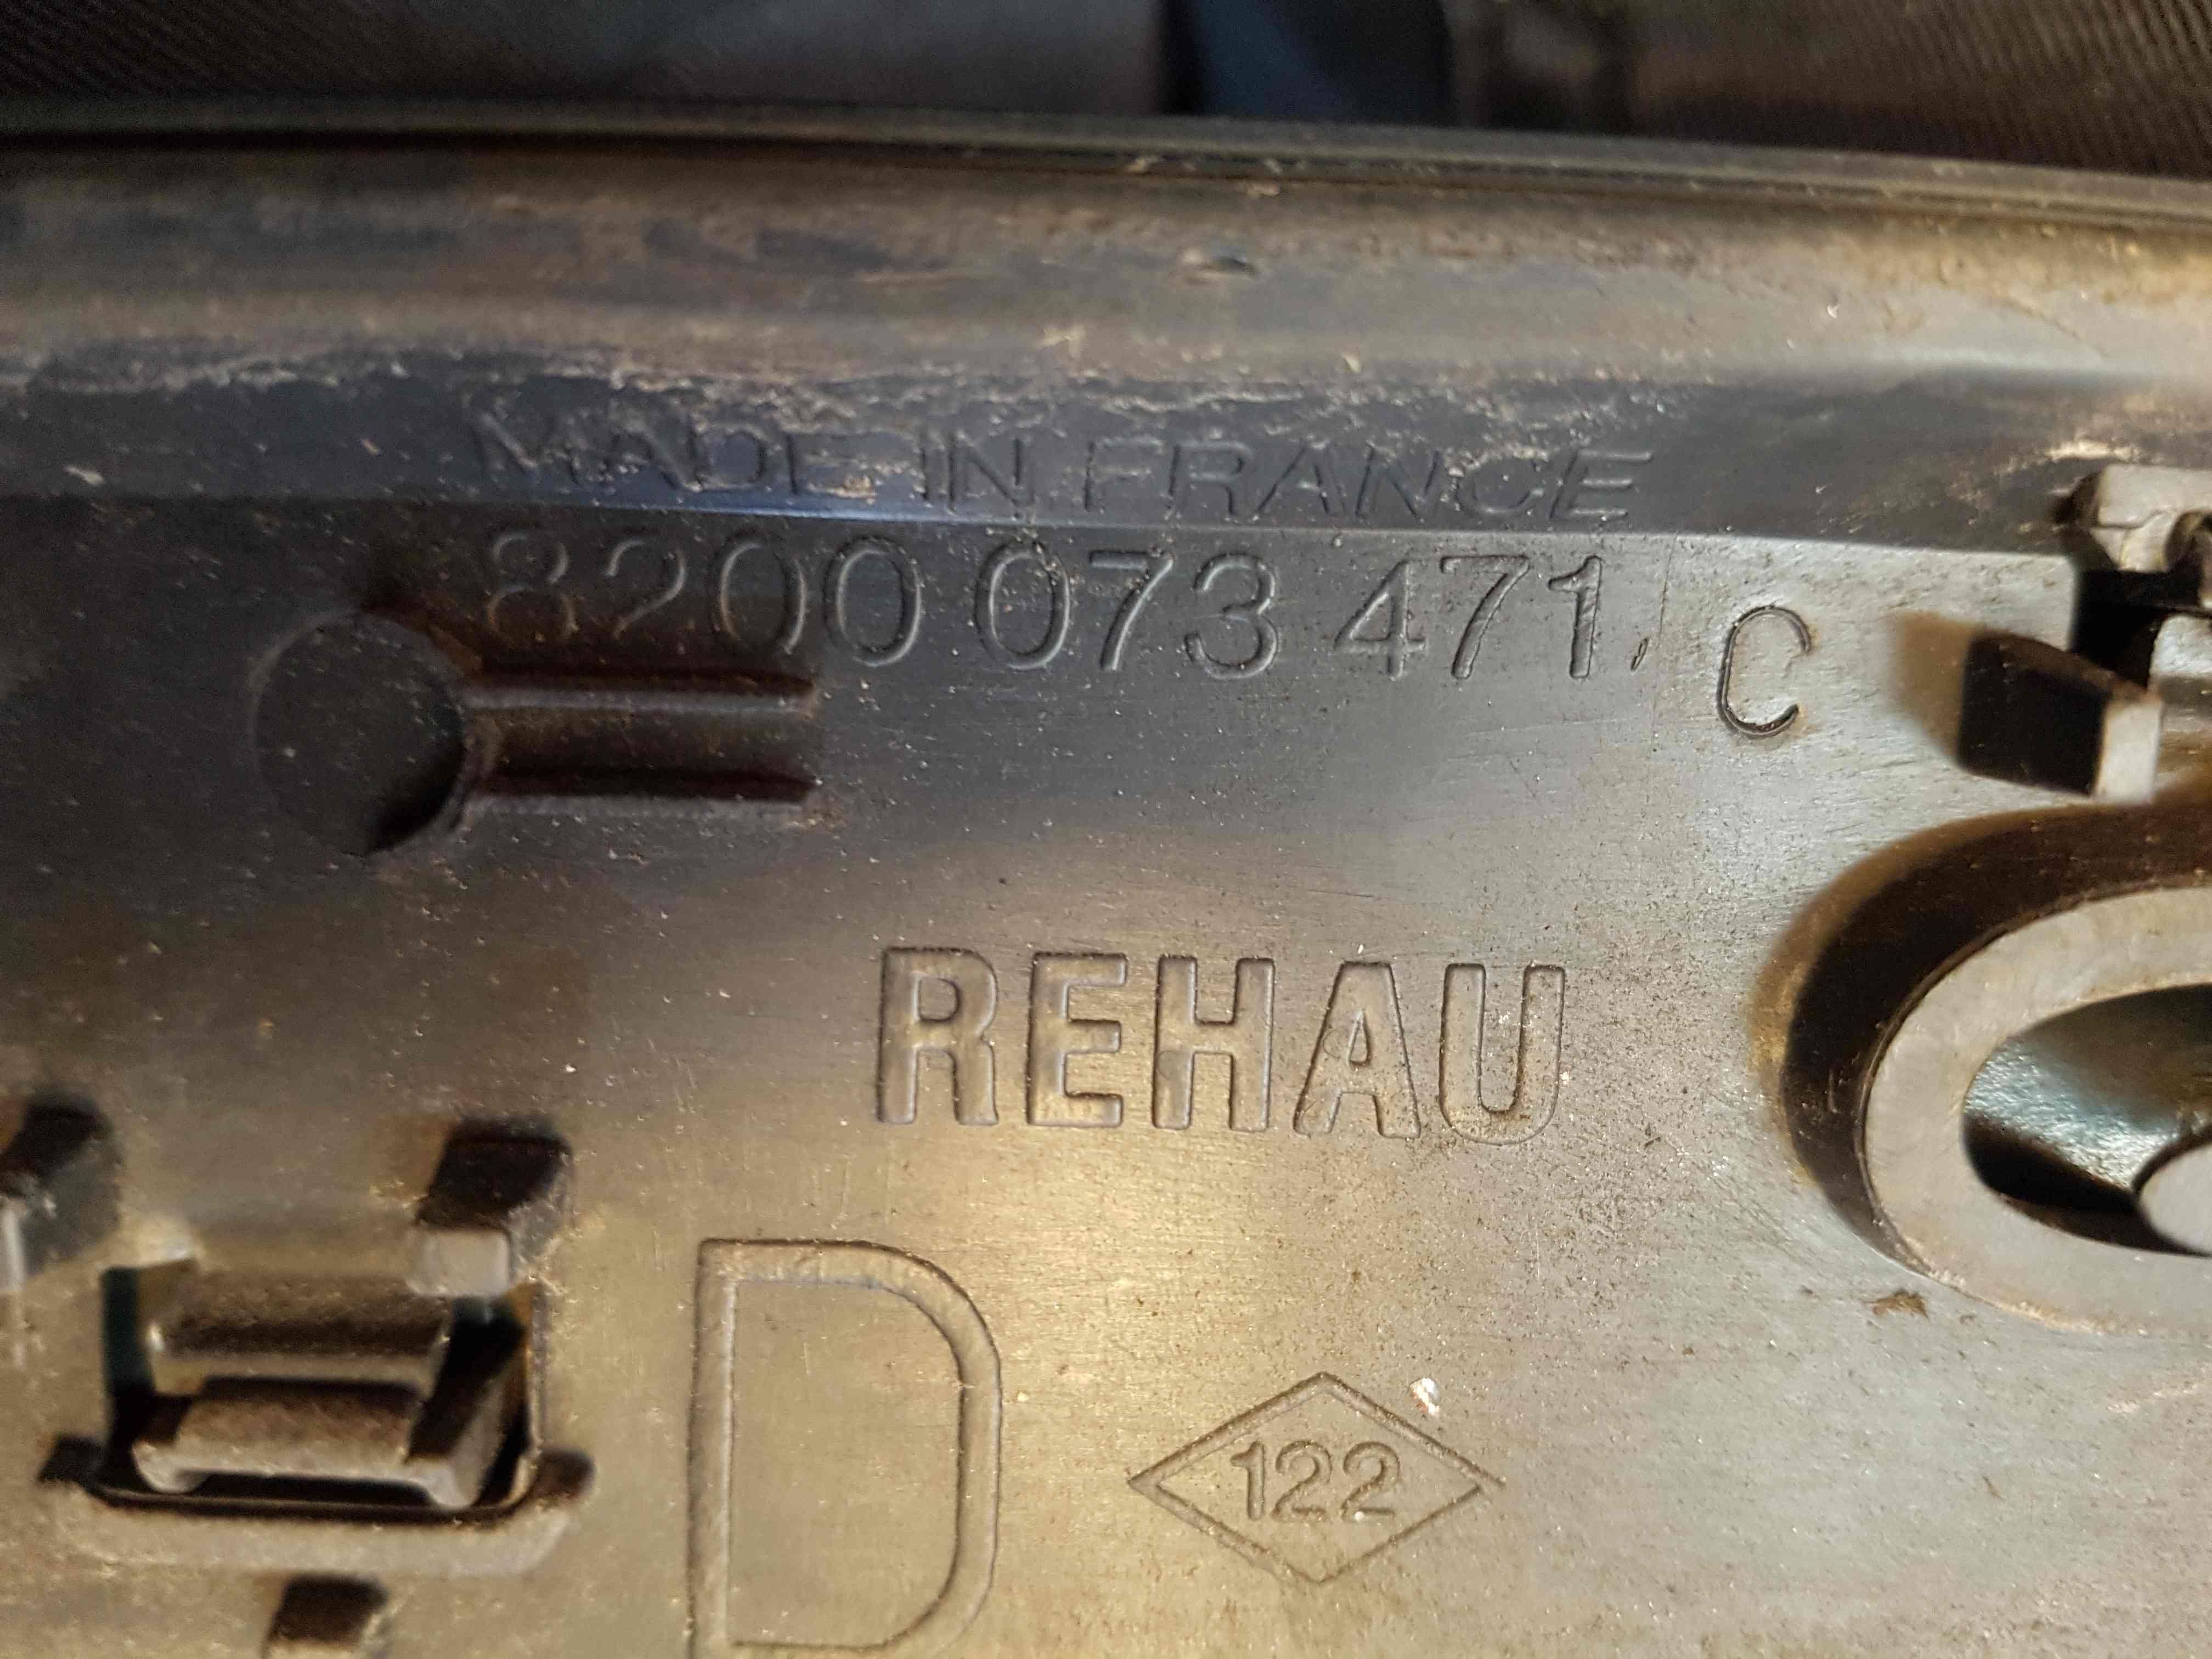 MADE IN FRANCE
8200 073 471, C
REHAU
D
122